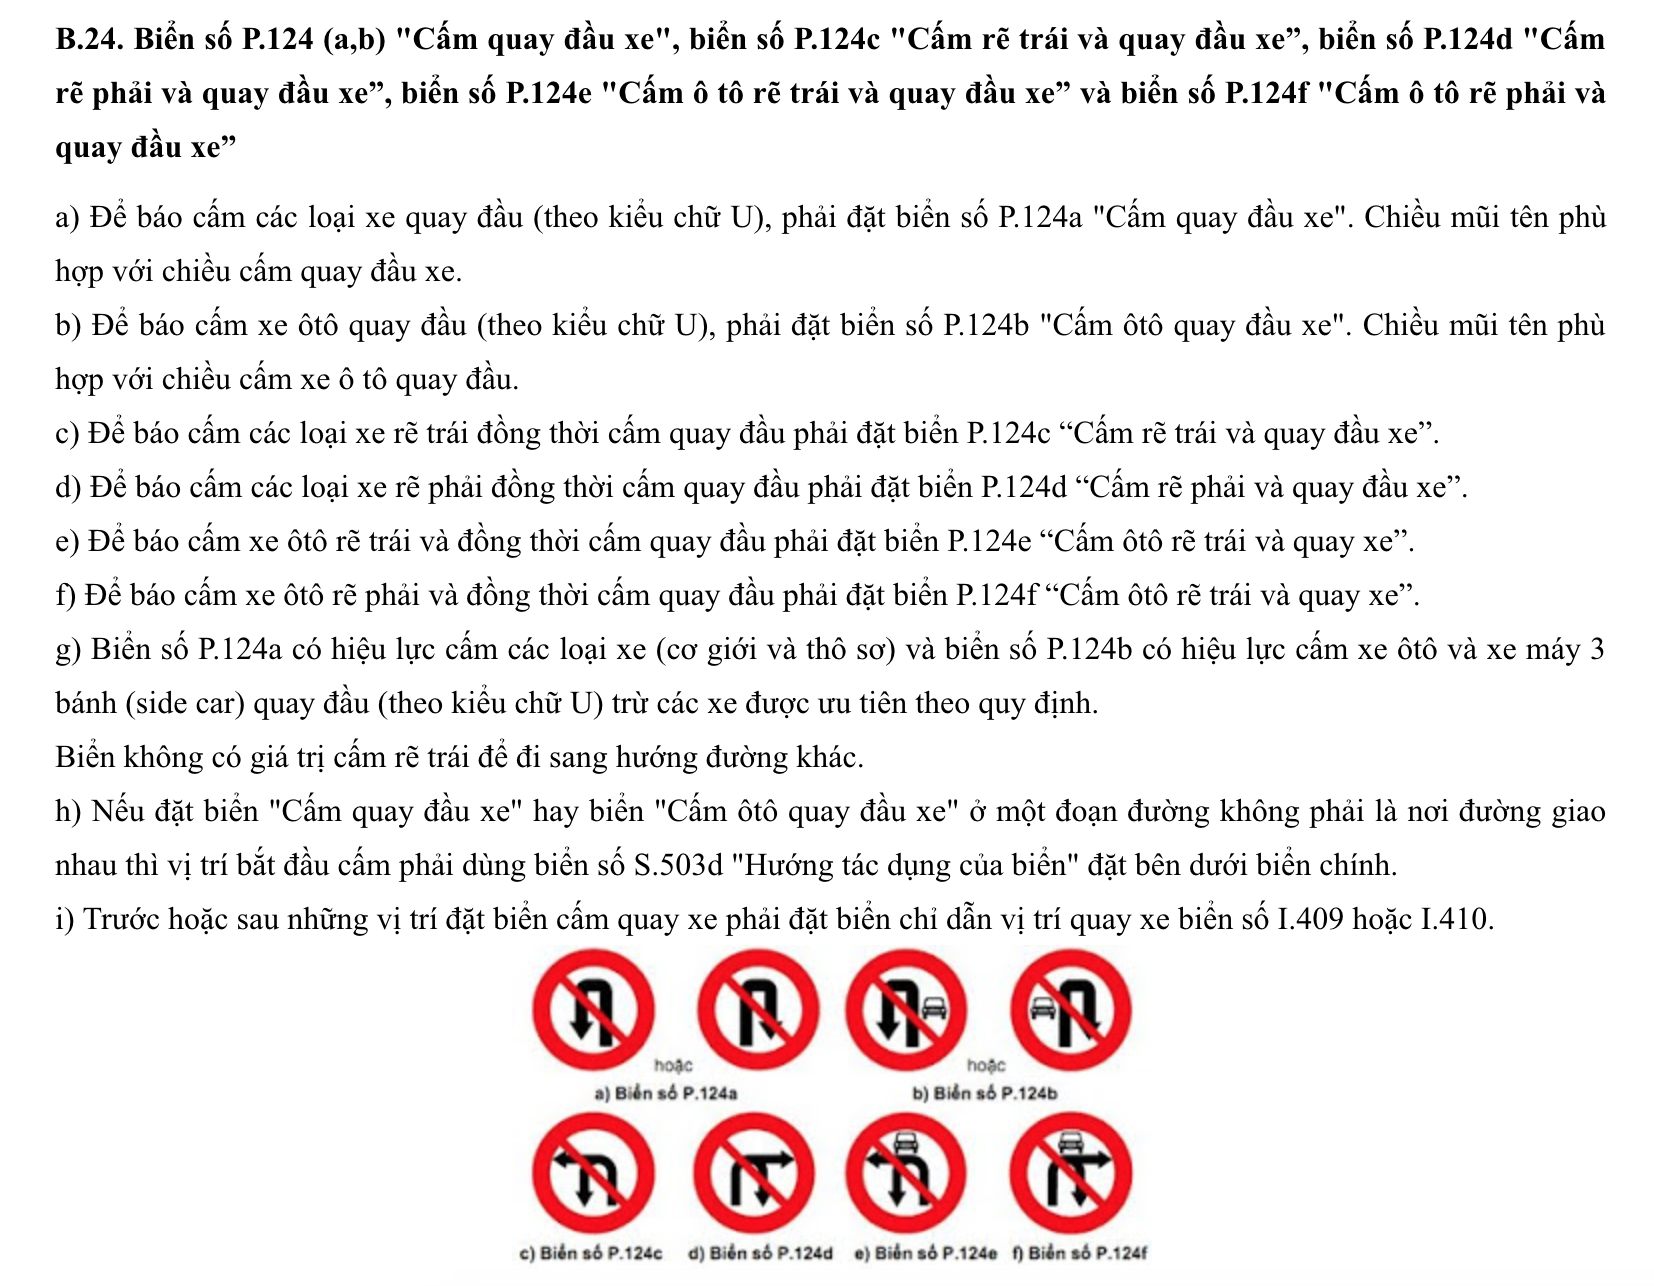 B.24. Biển số P.124 (a,b) "Cấm quay đầu xe", biển số P.124c "Cấm rẽ trái và quay đầu xe”, biển số P.124d "Cấm
rẽ phải và quay đầu xe”, biển số P.124e "Cấm ô tô rẽ trái và quay đầu xe” và biển số P.124f "Cấm ô tô rẽ phải và
quay đầu xe”
a) Để báo cấm các loại xe quay đầu (theo kiểu chữ U), phải đặt biển số P.124a "Cấm quay đầu xe". Chiều mũi tên phù
hợp với chiều cấm quay đầu xe.
b) Để báo cấm xe ôtô quay đầu (theo kiểu chữ U), phải đặt biển số P.124b "Cấm ôtô quay đầu xe". Chiều mũi tên phù
hợp với chiều cấm xe ô tô quay đầu.
c) Để báo cấm các loại xe rẽ trái đồng thời cấm quay đầu phải đặt biển P.124c “Cấm rẽ trái và quay đầu xe”.
d) Để báo cấm các loại xe rẽ phải đồng thời cấm quay đầu phải đặt biển P.124d “Cấm rẽ phải và quay đầu xe”.
e) Để báo cấm xe ôtô rẽ trái và đồng thời cấm quay đầu phải đặt biển P.124e “Cấm ôtô rẽ trái và quay xe”.
f) Để báo cấm xe ôtô rẽ phải và đồng thời cấm quay đầu phải đặt biển P.124f “Cấm ôtô rẽ trái và quay xe”.
g) Biển số P.124a có hiệu lực cấm các loại xe (cơ giới và thô sơ) và biển số P.124b có hiệu lực cấm xe ôtô và xe máy 3
bánh (side car) quay đầu (theo kiểu chữ U) trừ các xe được ưu tiên theo quy định.
Biển không có giá trị cấm rẽ trái để đi sang hướng đường khác.
h) Nếu đặt biển "Cấm quay đầu xe" hay biển "Cấm ôtô quay đầu xe" ở một đoạn đường không phải là nơi đường giao
nhau thì vị trí bắt đầu cấm phải dùng biển số S.503d "Hướng tác dụng của biển" đặt bên dưới biển chính.
i) Trước hoặc sau những vị trí đặt biển cấm quay xe phải đặt biển chỉ dẫn vị trí quay xe biển số I.409 hoặc I.410.
hoặc hoặc
a) Biển số P.124a b) Biển số P.124b
c) Biển số P.124c d) Biển số P.124d e) Biển số P.124e f) Biển số P.124f